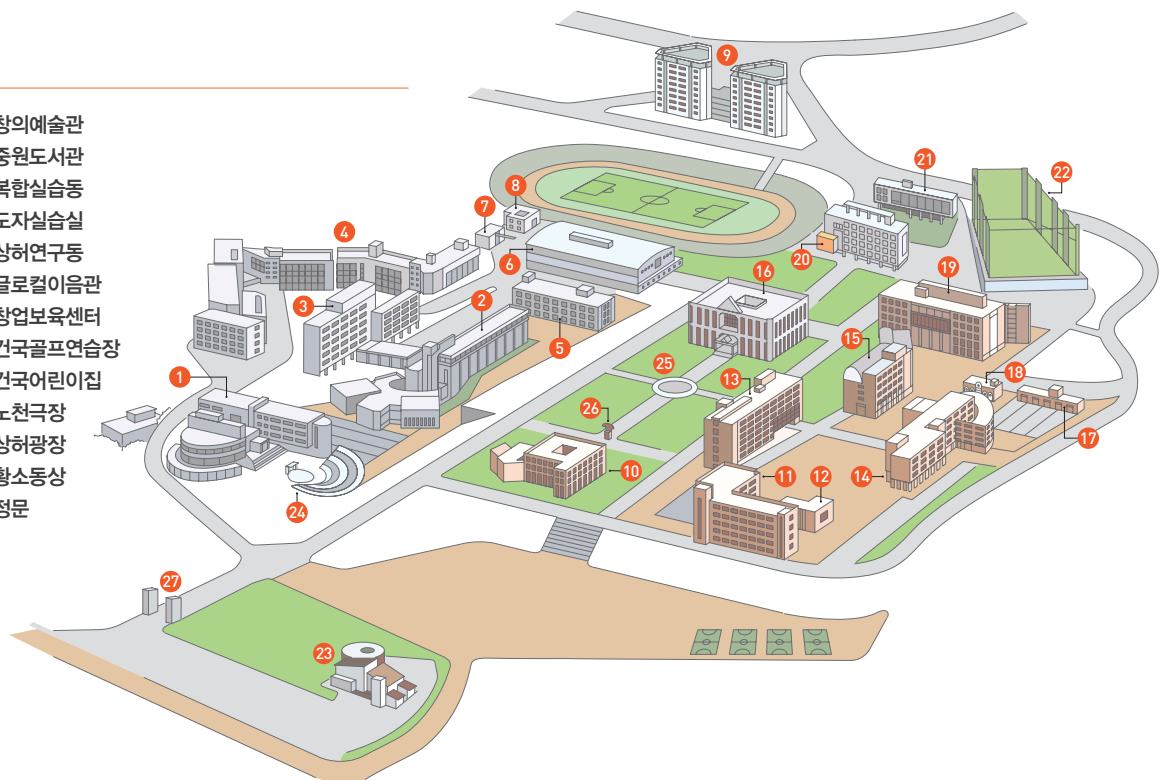 창의예술관
중원도서관
복합실습동
도자실습실
상허연구동
글로컬이음관
창업보육센터
건국골프연습장
건국어린이집
노천극장
상허광장
황소동상
정문
9
21
22
8
7
4
6
20
3
2
16
19
5
15
25
1
13
18
26
17
10
11
12
14
24
27
23